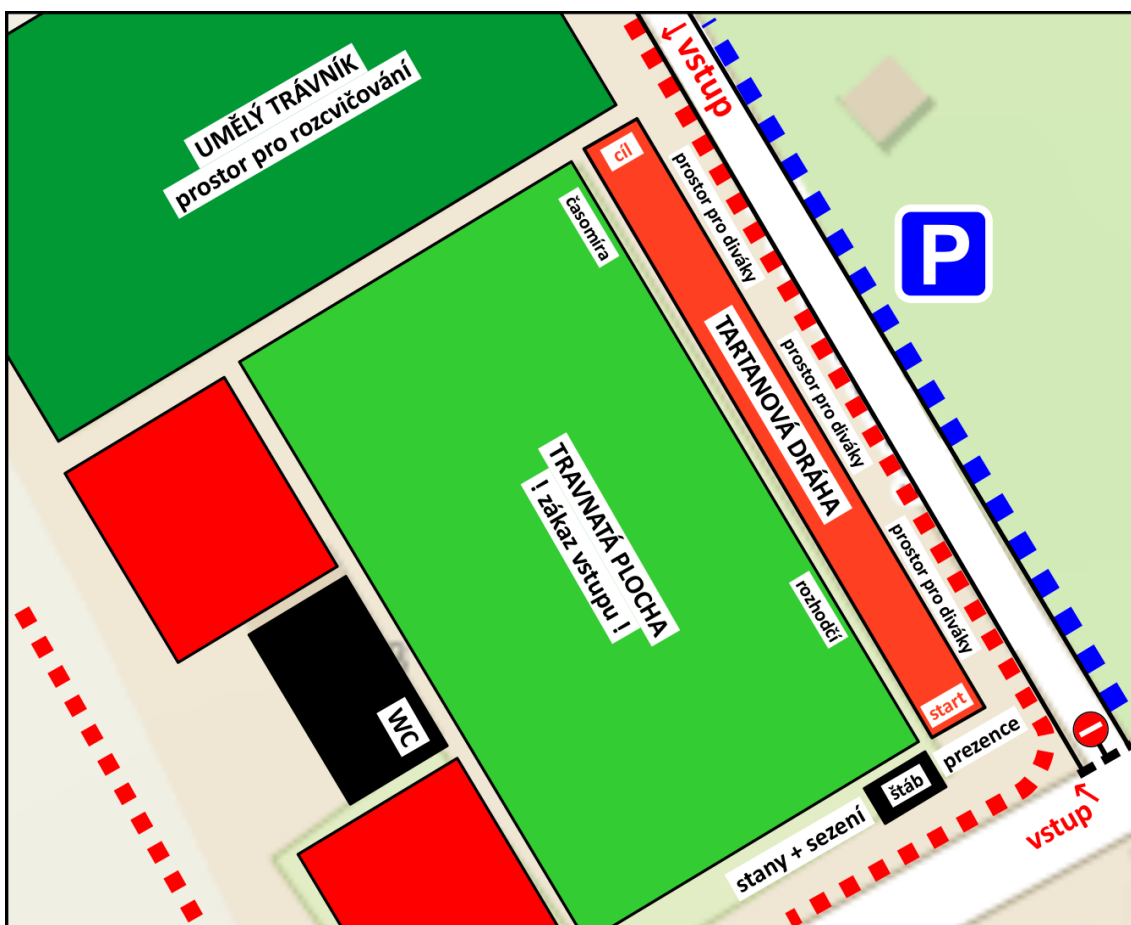 UMĚLÝ TRÁVNÍK
prostor pro rozcvičování
↓ vstup
cíl
časomíra
prostor pro diváky
P
TARTANOVÁ DRÁHA
prostor pro diváky
TRAVNATÁ PLOCHA
! zákaz vstupu !
prostor pro diváky
rozhodčí
start
WC
prezence
štáb
stany + sezení
vstup ↑